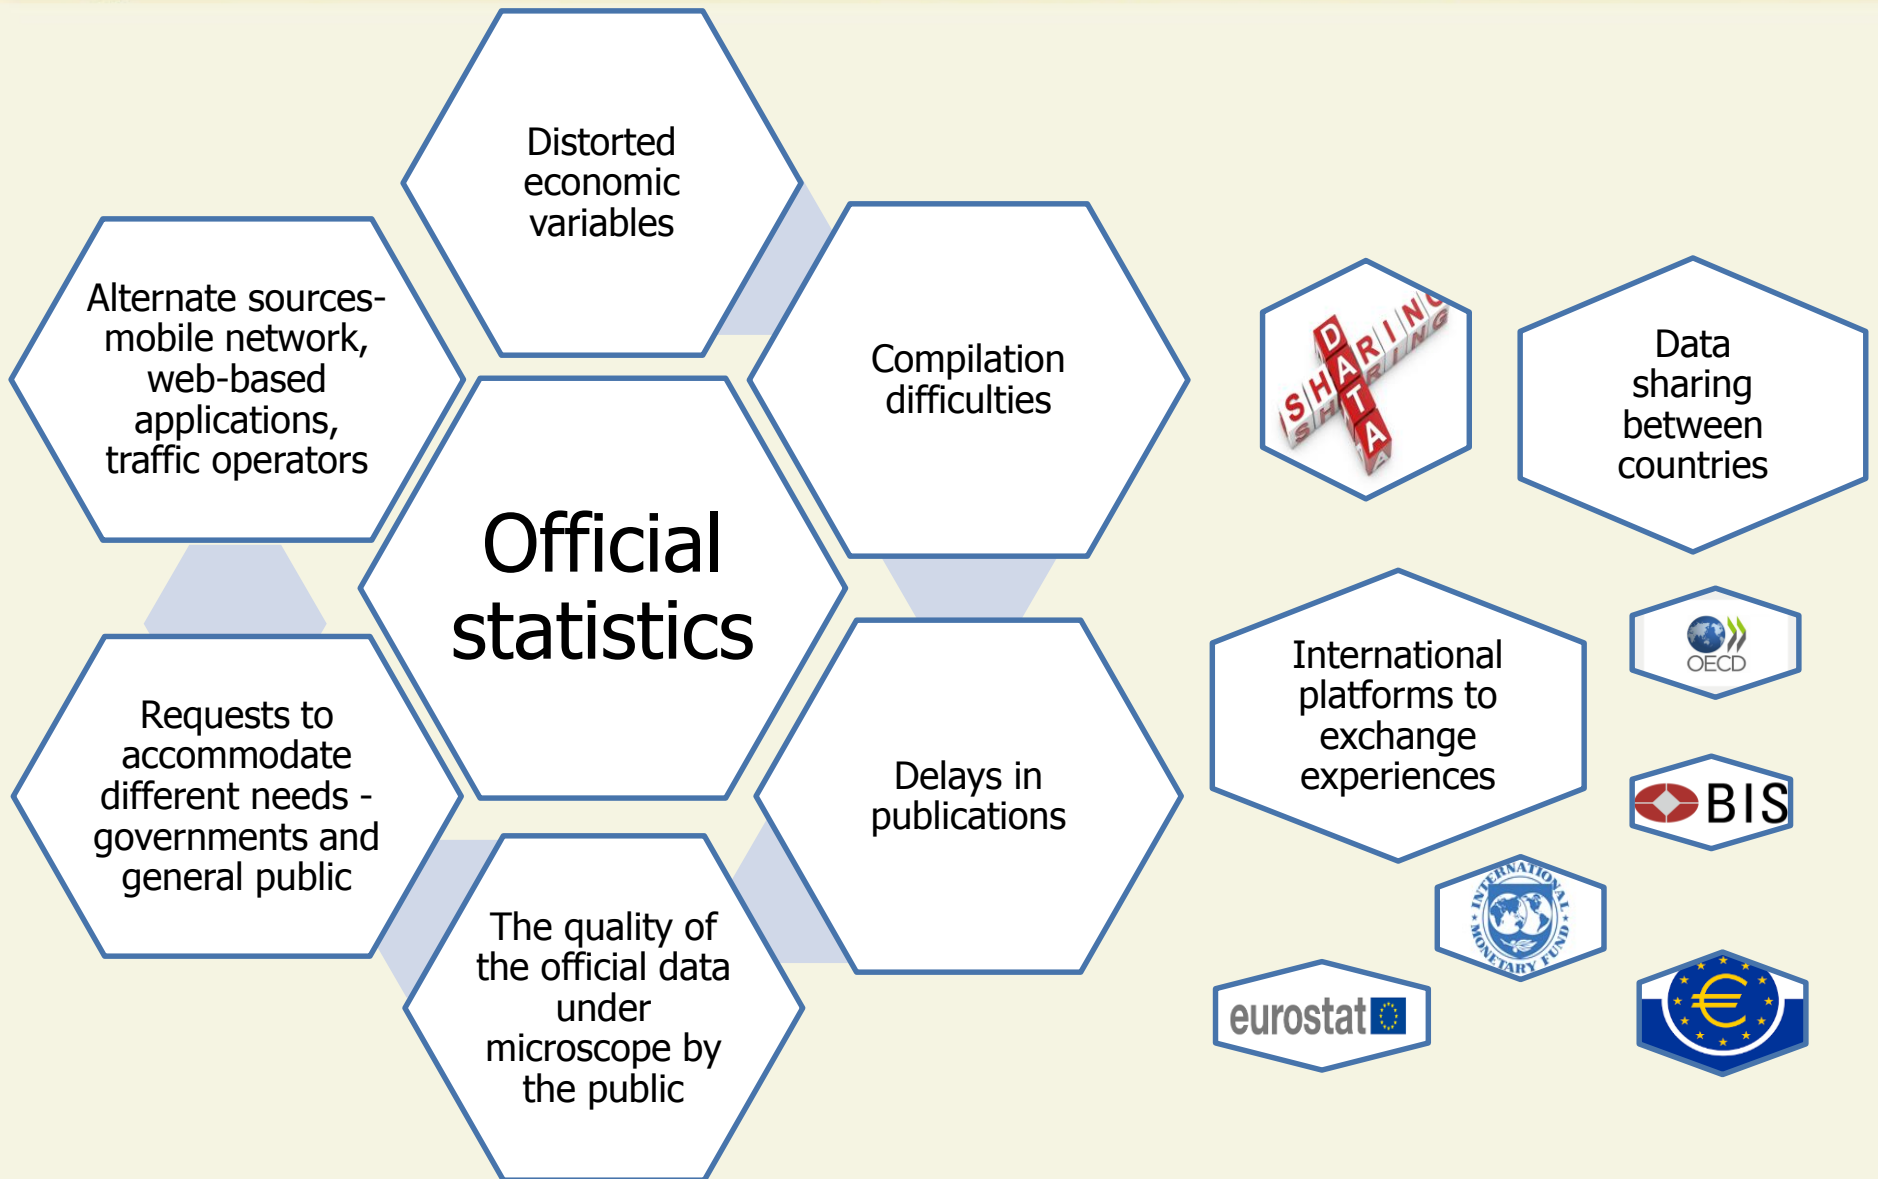 Distorted
economic
variables
Alternate sources-
mobile network,
web-based
applications,
traffic operators
Compilation
difficulties
Official
statistics
Requests to
accommodate
different needs -
governments and
general public
Delays in
publications
The quality of
the official data
under
microscope by
the public
SHARING
DATA
Data
sharing
between
countries
International
platforms to
exchange
experiences
OECD
BIS
INTERNATIONAL
MONETARY FUND
eurostat
€